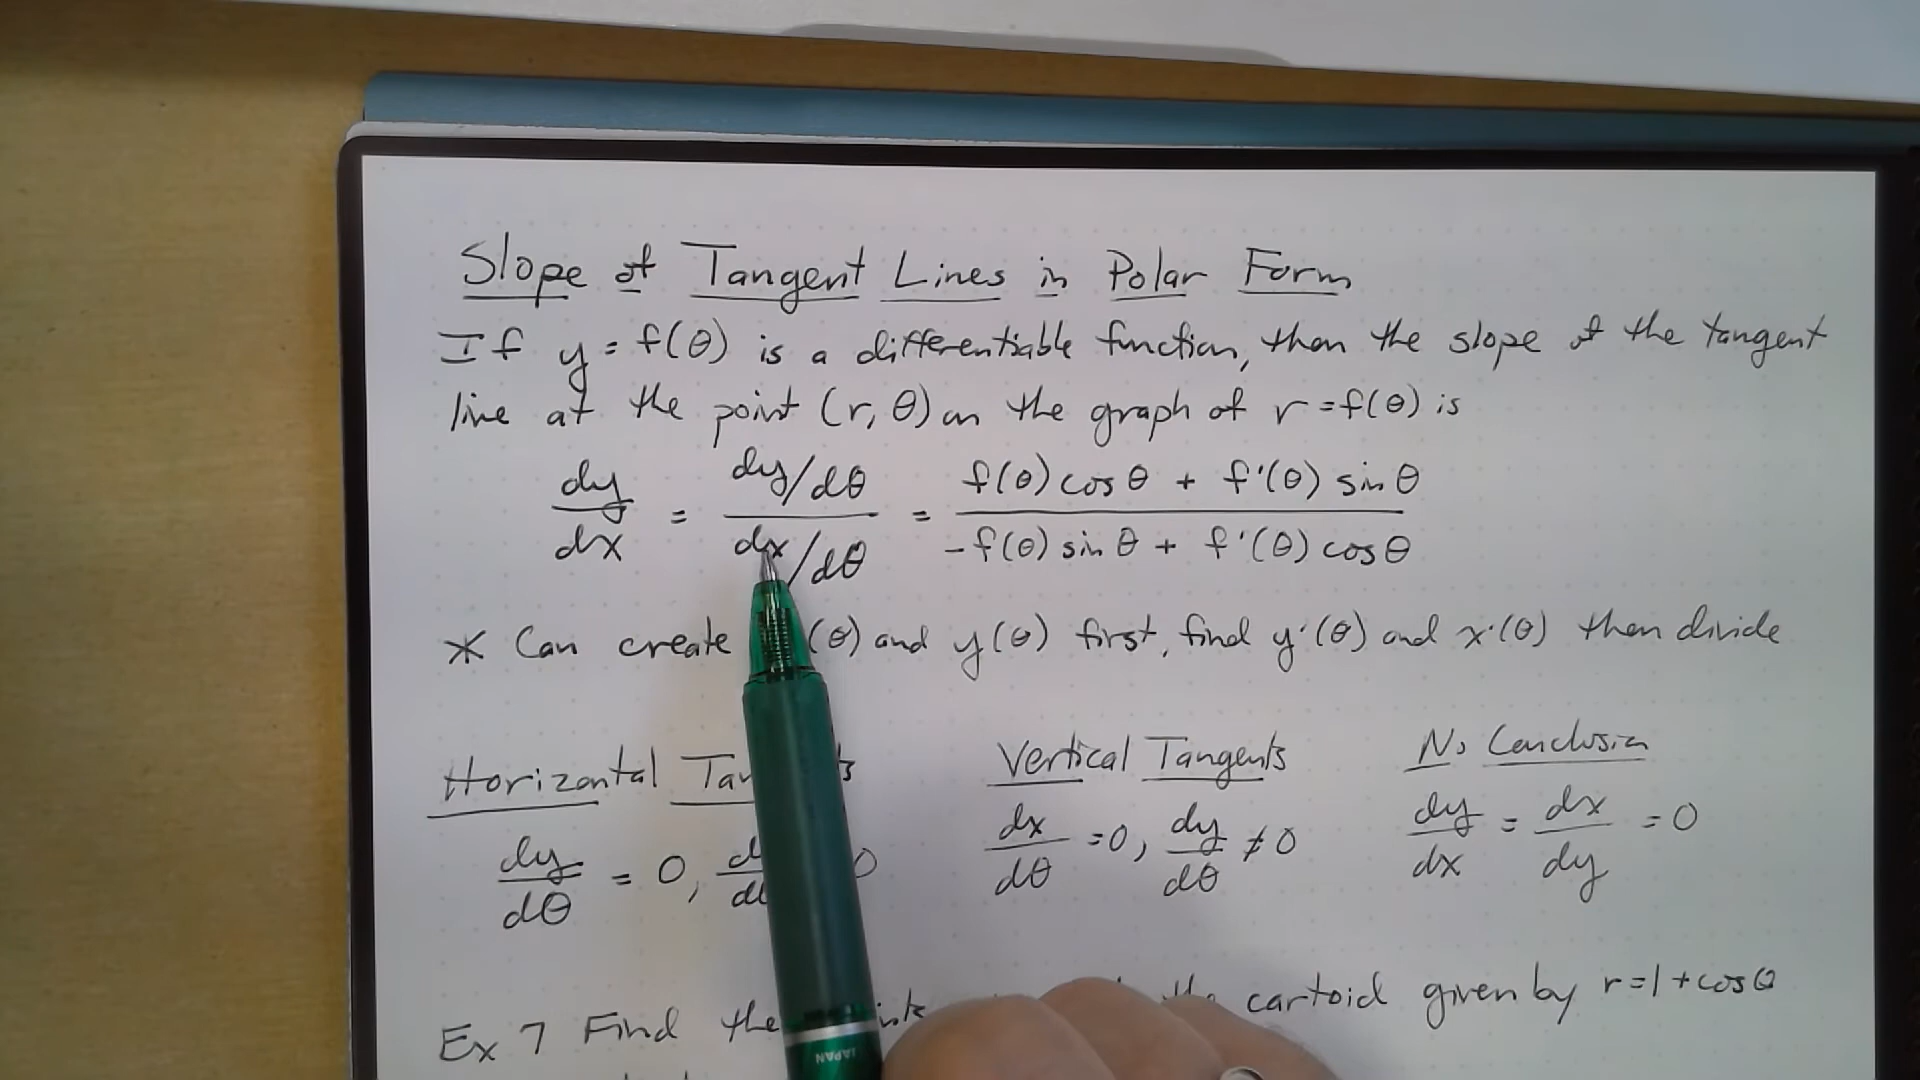 Slope of Tangent Lines in Polar Form
If y = f(θ) is a differentiable function, then the slope of the tangent
line at the point (r, θ) on the graph of r = f(θ) is
dy/dx = (dy/dθ)/(dx/dθ) = (f(θ) cos θ + f'(θ) sin θ)/(-f(θ) sin θ + f'(θ) cos θ)
* Can create (θ) and y(θ) first, find y'(θ) and x'(θ) then divide
Horizontal
dy/dθ = 0, 0
Vertical Tangents
dx/dθ = 0, dy/dθ ≠ 0
No Conclusion
dy/dx = dx/dy = 0
Ex 7 Find the cartoid given by r = 1 + cos θ
JAPAN